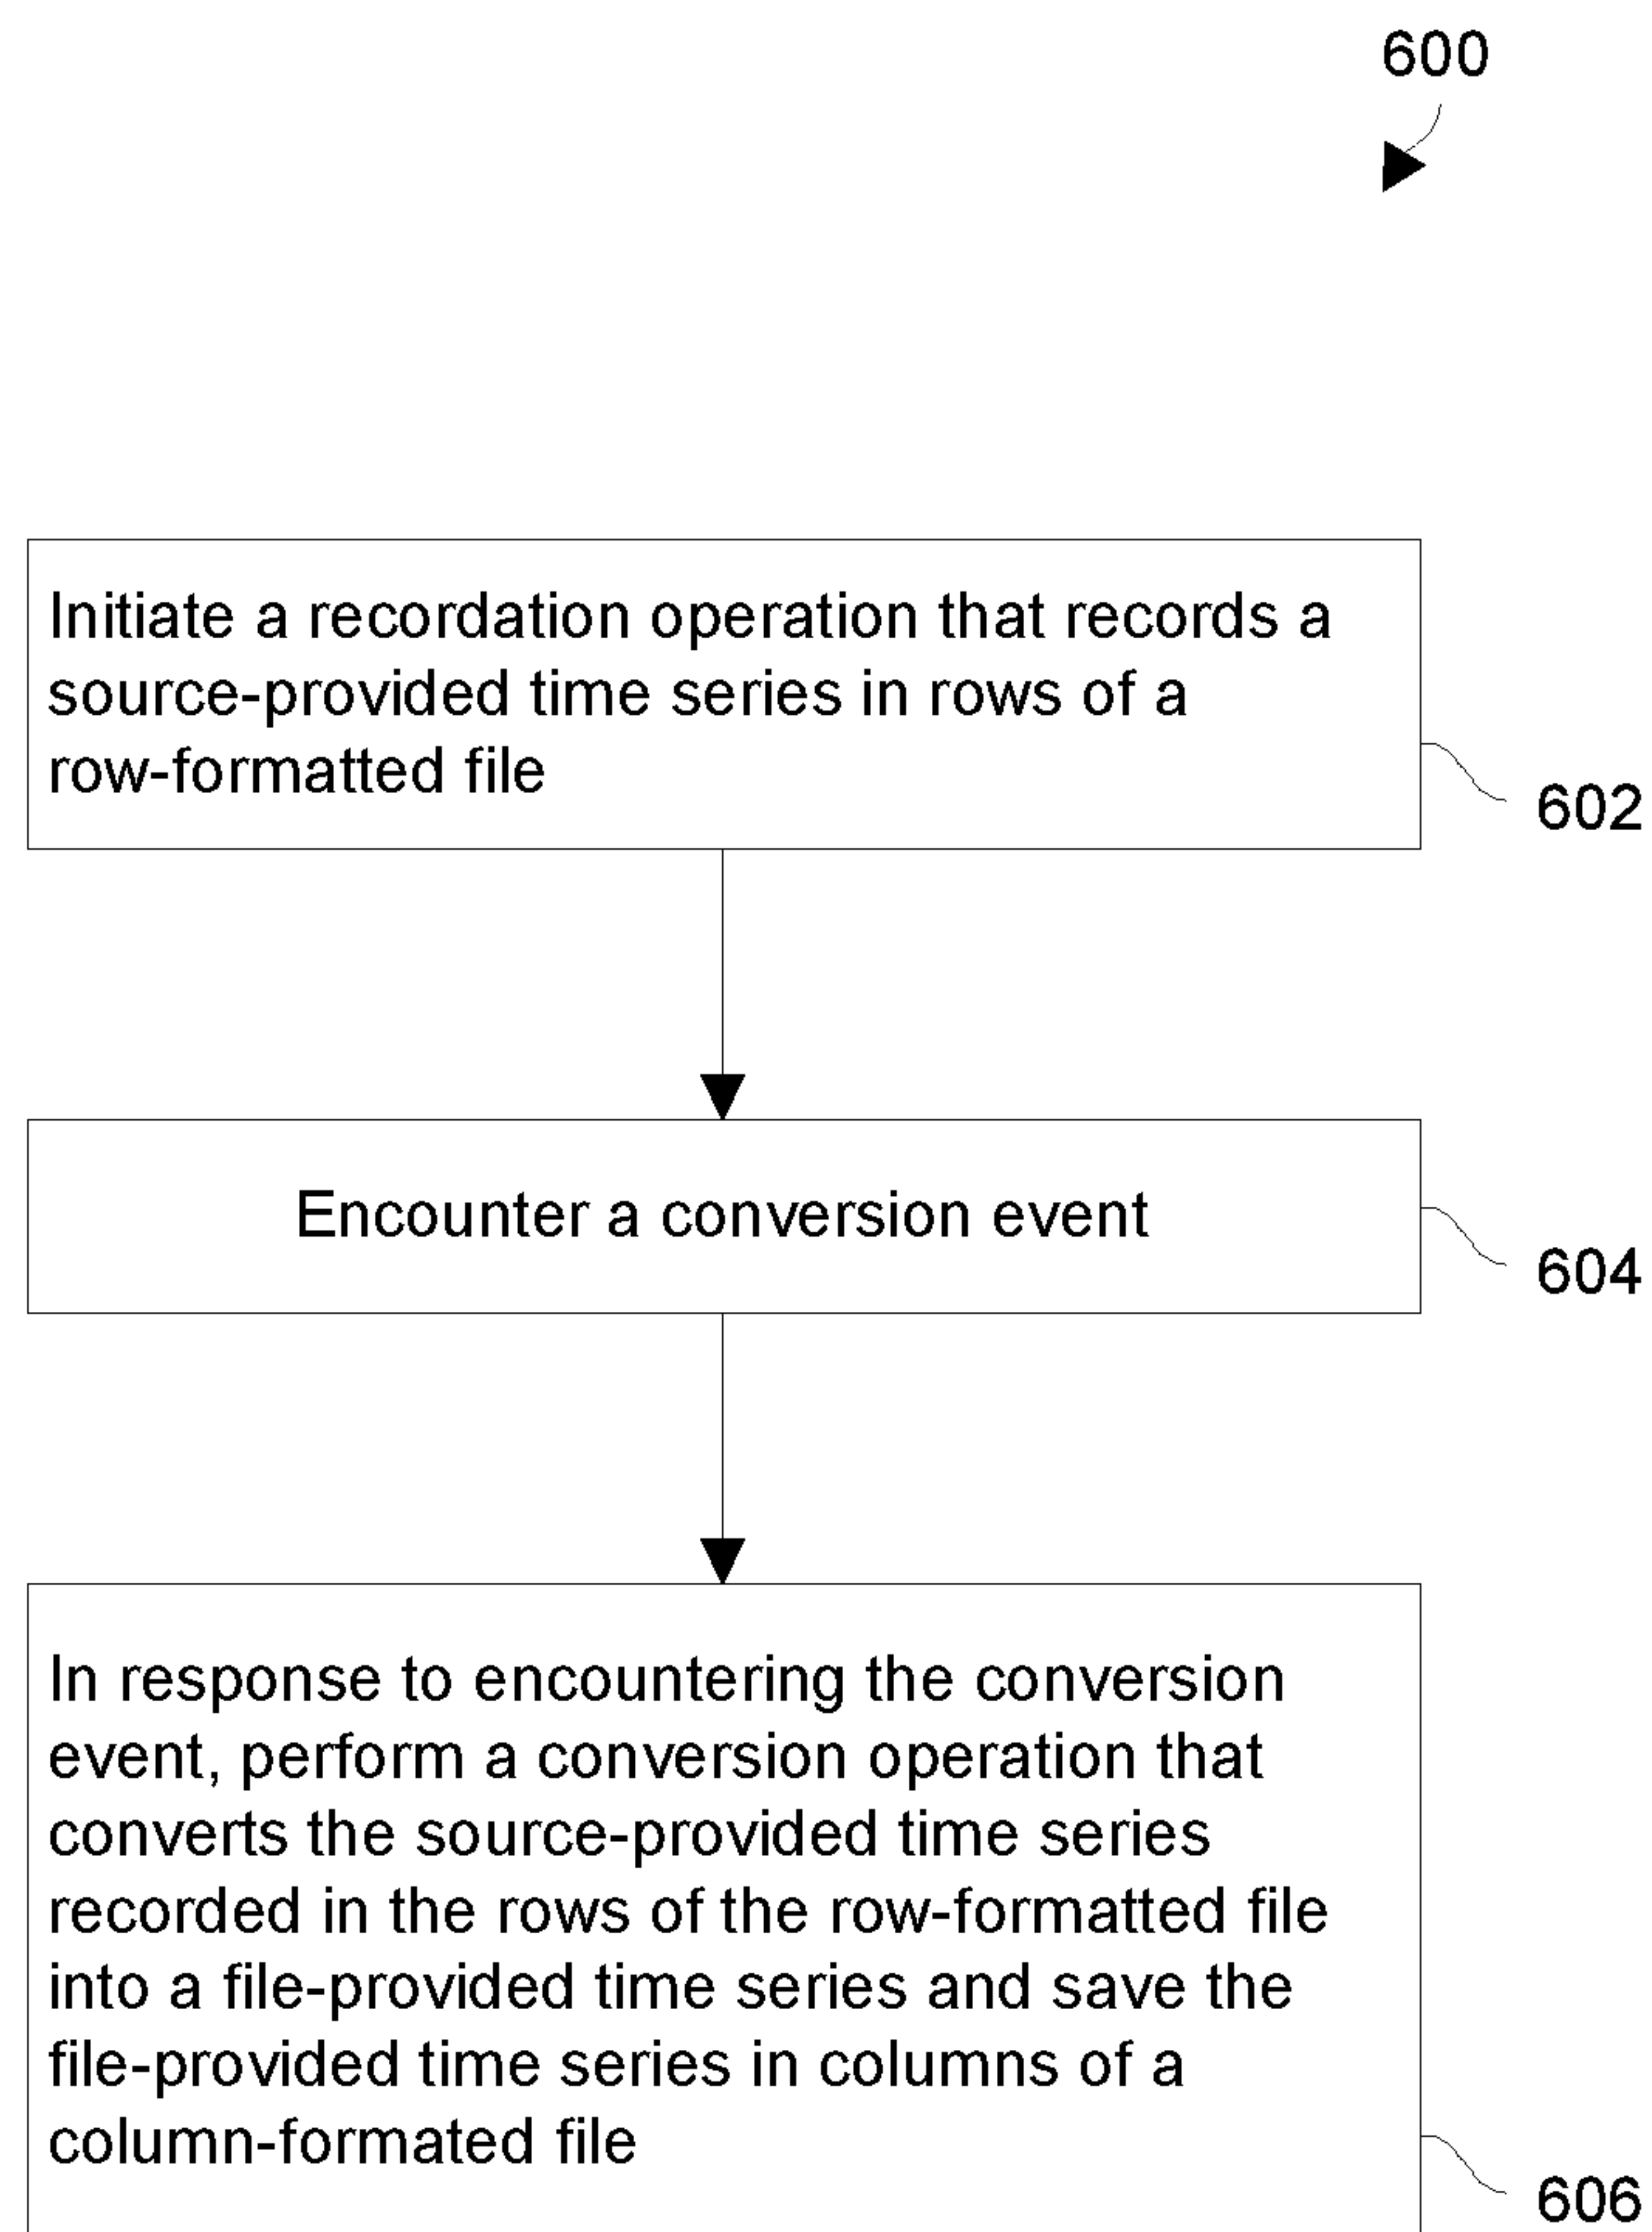 600
Initiate a recordation operation that records a
source-provided time series in rows of a
row-formatted file
602
Encounter a conversion event
604
In response to encountering the conversion
event, perform a conversion operation that
converts the source-provided time series
recorded in the rows of the row-formatted file
into a file-provided time series and save the
file-provided time series in columns of a
column-formated file
606